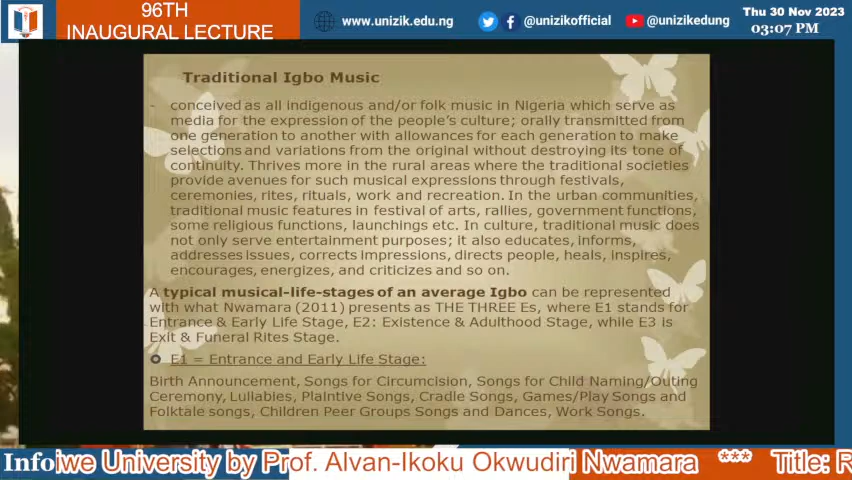 96TH
INAUGURAL LECTURE
www.unizik.edu.ng
@unizikofficial
@unizikedung
Thu 30 Nov 2023
03:07 PM
Traditional Igbo Music
- conceived as all indigenous and/or folk music in Nigeria which serve as
media for the expression of the people's culture; orally transmitted from
one generation to another with allowances for each generation to make
selections and variations from the original without destroying its tone of
continuity. Thrives more in the rural areas where the traditional societies
provide avenues for such musical expressions through festivals,
ceremonies, rites, rituals, work and recreation. In the urban communities,
traditional music features in festival of arts, rallies, government functions,
some religious functions, launchings etc. In culture, traditional music does
not only serve entertainment purposes; it also educates, informs,
addresses issues, corrects impressions, directs people, heals, inspires,
encourages, energizes, and criticizes and so on.
A typical musical-life-stages of an average Igbo can be represented
with what Nwamara (2011) presents as THE THREE Es, where E1 stands for
Entrance & Early Life Stage, E2: Existence & Adulthood Stage, while E3 is
Exit & Funeral Rites Stage.
E1 = Entrance and Early Life Stage:
Birth Announcement, Songs for Circumcision, Songs for Child Naming/Outing
Ceremony, Lullabies, Plaintive Songs, Cradle Songs, Games/Play Songs and
Folktale songs, Children Peer Groups Songs and Dances, Work Songs.
Info iwe University by Prof. Alvan-Ikoku Okwudiri Nwamara *** Title: R